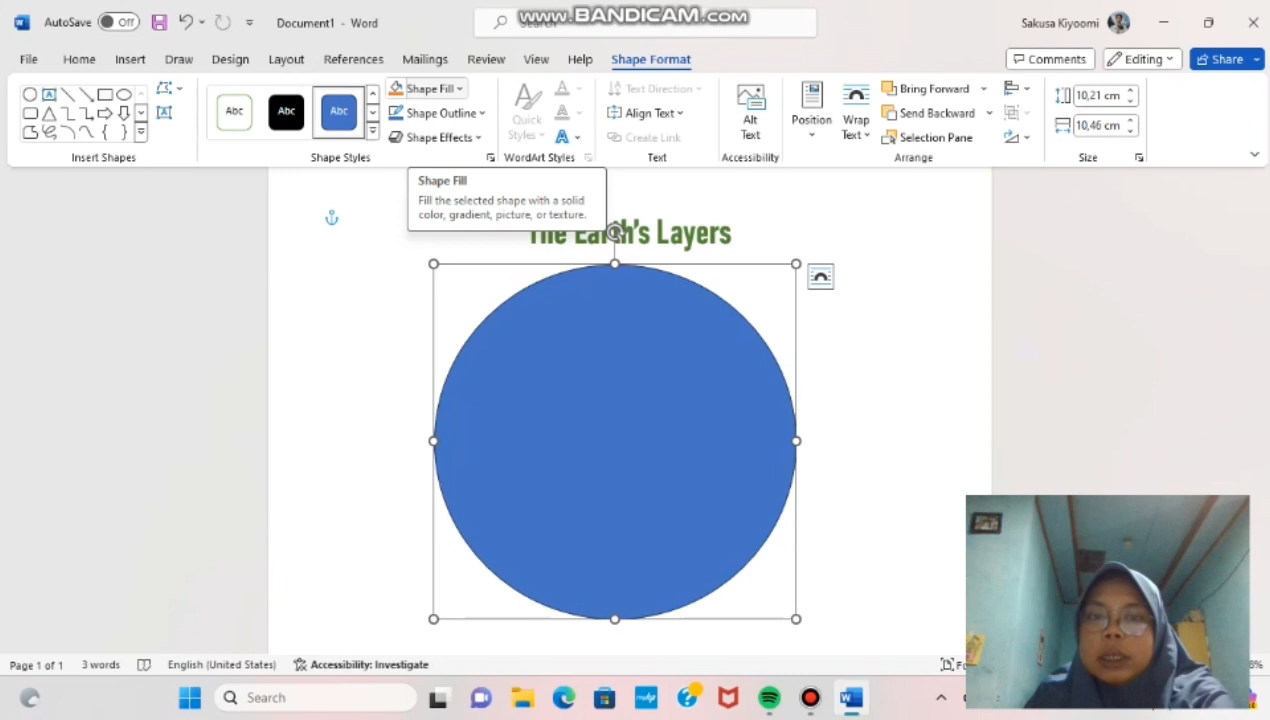 www.BANDICAM.com
AutoSave Off Document1 - Word Sakusa Kiyoomi
File Home Insert Draw Design Layout References Mailings Review View Help Shape Format Comments Editing Share
Abc Abc Abc
Shape Fill
Shape Outline
Shape Effects
Quick Styles
Text Direction
Align Text
Create Link
Alt Text
Position
Wrap Text
Bring Forward
Send Backward
Selection Pane
10,21 cm
10,46 cm
Insert Shapes Shape Styles WordArt Styles Text Accessibility Arrange Size
Shape Fill
Fill the selected shape with a solid
color, gradient, picture, or texture.
The Earth's Layers
Page 1 of 1 3 words English (United States) Accessibility: Investigate
Search